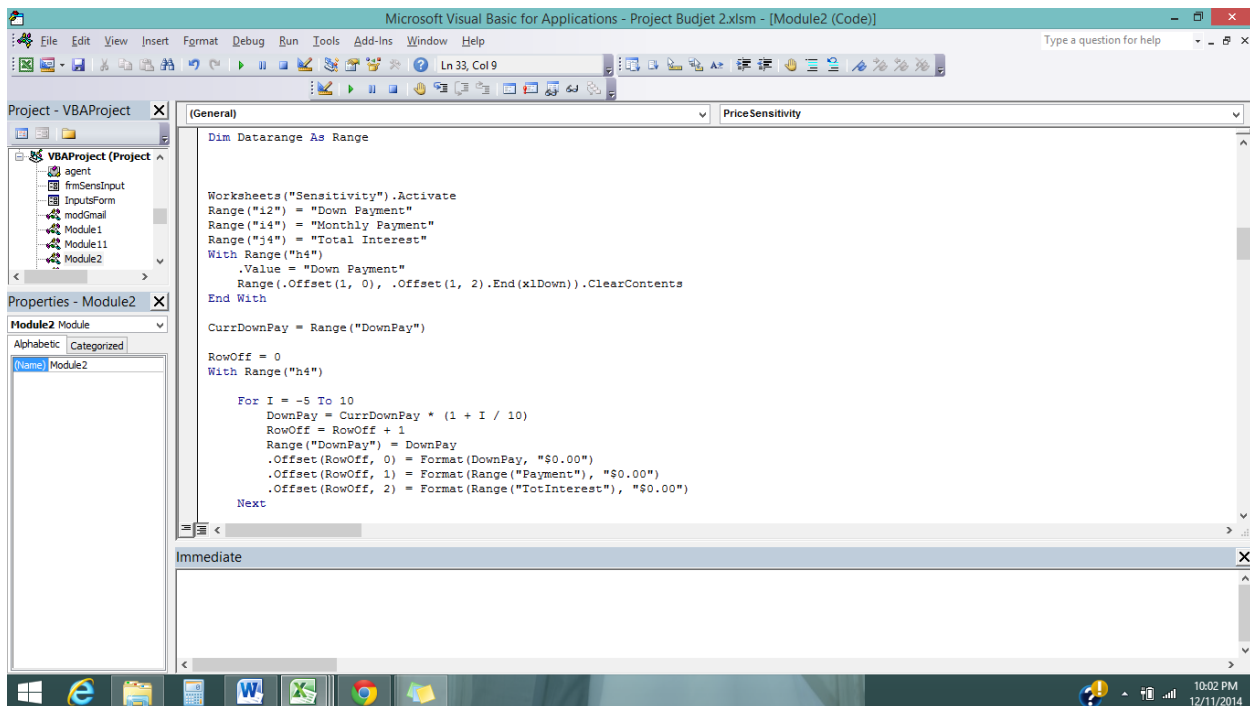 Microsoft Visual Basic for Applications - Project Budjet 2.xlsm - [Module2 (Code)]
File Edit View Insert Format Debug Run Tools Add-Ins Window Help
Type a question for help
Ln 33, Col 9
Project - VBAProject
VBAProject (Project
agent
frmSensInput
InputsForm
modGmail
Module1
Module11
Module2
Properties - Module2
Module2 Module
Alphabetic Categorized
(Name) Module2
(General)
PriceSensitivity
Dim Datarange As Range
Worksheets("Sensitivity").Activate
Range("i2") = "Down Payment"
Range("i4") = "Monthly Payment"
Range("j4") = "Total Interest"
With Range("h4")
.Value = "Down Payment"
Range(.Offset(1, 0), .Offset(1, 2).End(xlDown)).ClearContents
End With
CurrDownPay = Range("DownPay")
RowOff = 0
With Range("h4")
For I = -5 To 10
DownPay = CurrDownPay * (1 + I / 10)
RowOff = RowOff + 1
Range("DownPay") = DownPay
.Offset(RowOff, 0) = Format(DownPay, "$0.00")
.Offset(RowOff, 1) = Format(Range("Payment"), "$0.00")
.Offset(RowOff, 2) = Format(Range("TotInterest"), "$0.00")
Next
Immediate
10:02 PM
12/11/2014